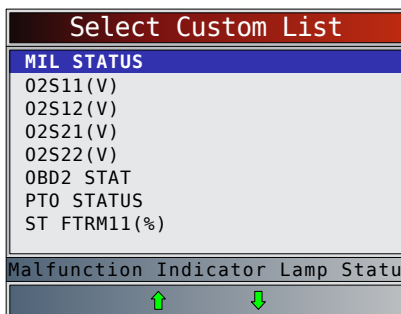 Select Custom List
MIL STATUS
O2S11(V)
O2S12(V)
O2S21(V)
O2S22(V)
OBD2 STAT
PTO STATUS
ST FTRM11(%)
Malfunction Indicator Lamp Statu